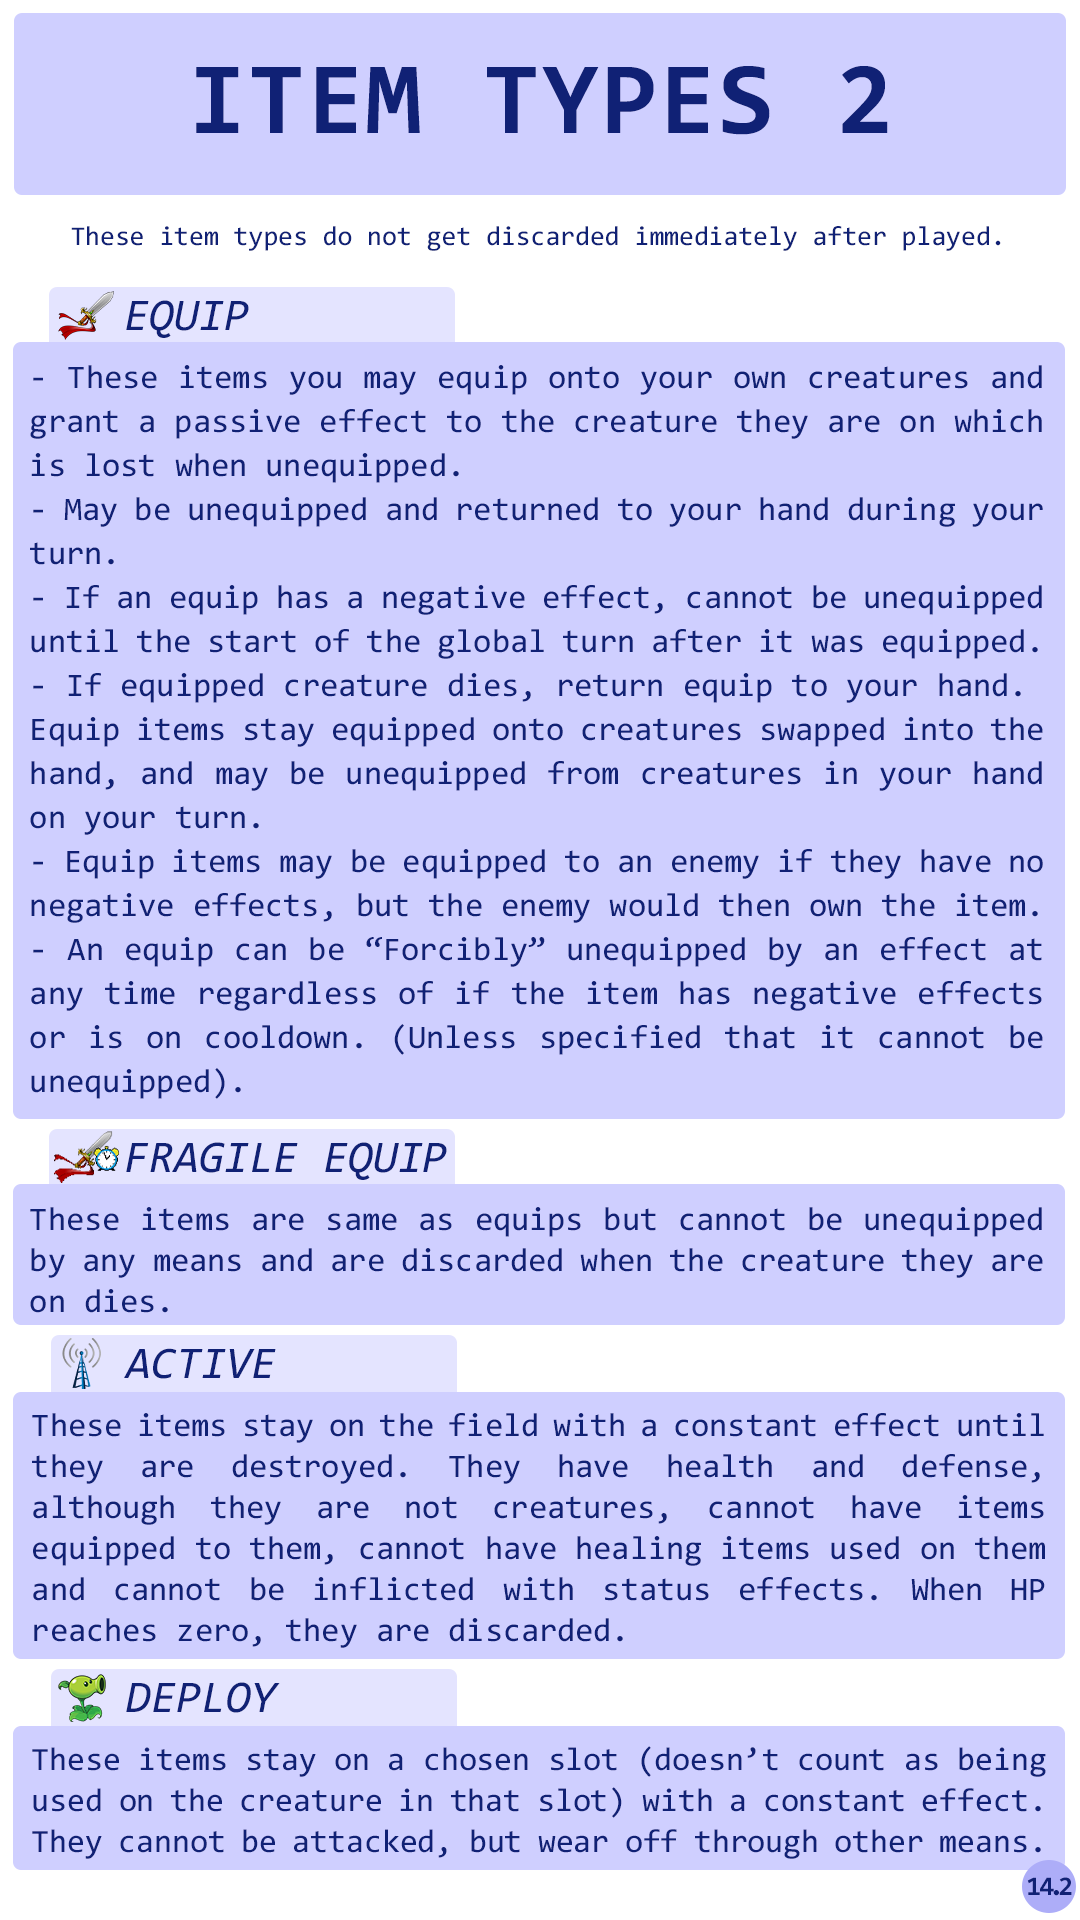 ITEM TYPES 2
These item types do not get discarded immediately after played.
EQUIP
- These items you may equip onto your own creatures and
grant a passive effect to the creature they are on which
is lost when unequipped.
- May be unequipped and returned to your hand during your
turn.
- If an equip has a negative effect, cannot be unequipped
until the start of the global turn after it was equipped.
- If equipped creature dies, return equip to your hand.
Equip items stay equipped onto creatures swapped into the
hand, and may be unequipped from creatures in your hand
on your turn.
- Equip items may be equipped to an enemy if they have no
negative effects, but the enemy would then own the item.
- An equip can be “Forcibly” unequipped by an effect at
any time regardless of if the item has negative effects
or is on cooldown. (Unless specified that it cannot be
unequipped).
FRAGILE EQUIP
These items are same as equips but cannot be unequipped
by any means and are discarded when the creature they are
on dies.
ACTIVE
These items stay on the field with a constant effect until
they are destroyed. They have health and defense,
although they are not creatures, cannot have items
equipped to them, cannot have healing items used on them
and cannot be inflicted with status effects. When HP
reaches zero, they are discarded.
DEPLOY
These items stay on a chosen slot (doesn’t count as being
used on the creature in that slot) with a constant effect.
They cannot be attacked, but wear off through other means.
14.2